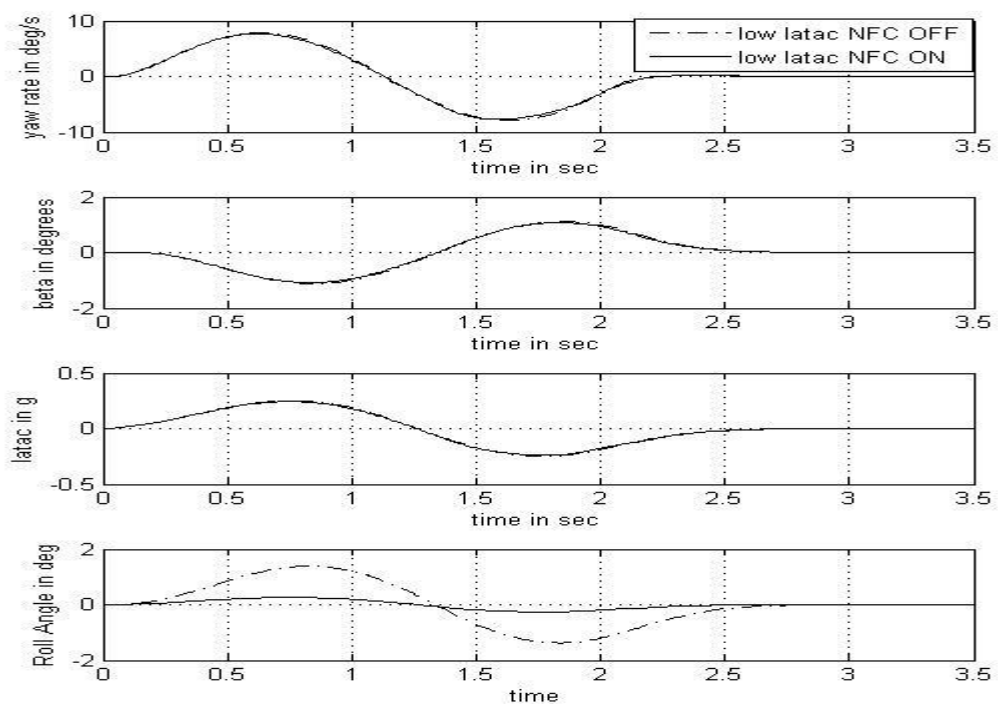 10
0
-10
yaw rate in deg/s
low latac NFC OFF
low latac NFC ON
0 0.5 1 1.5 2 2.5 3 3.5
time in sec
2
0
-2
beta in degrees
0 0.5 1 1.5 2 2.5 3 3.5
time in sec
0.5
0
-0.5
latac in g
0 0.5 1 1.5 2 2.5 3 3.5
time in sec
2
0
-2
Roll Angle in deg
0 0.5 1 1.5 2 2.5 3 3.5
time